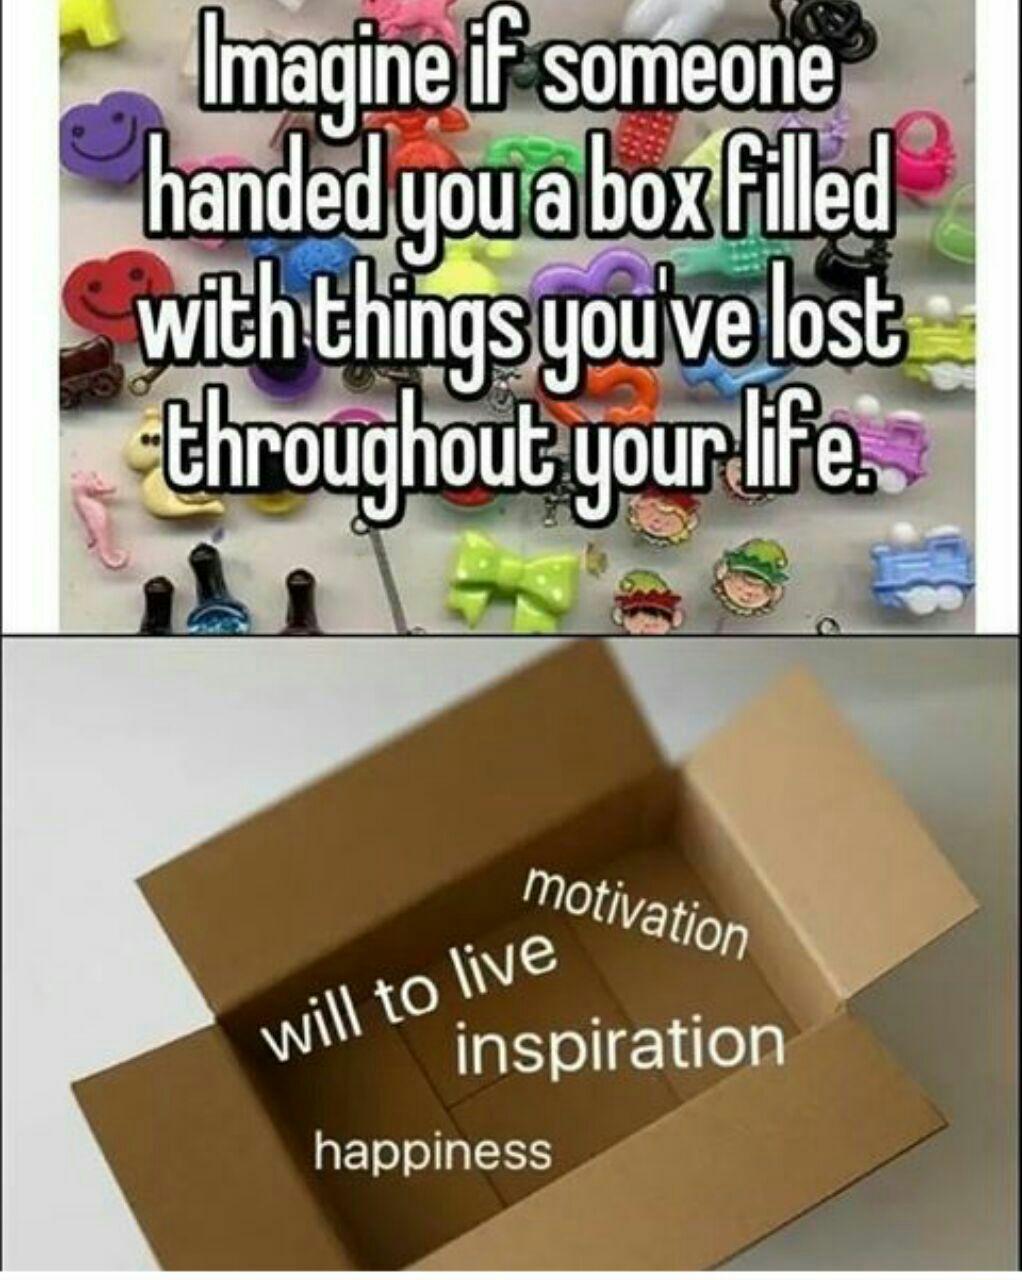 Imagine if someone
handed you a box filled
with things you've lost
throughout your life.
motivation
will to live
inspiration
happiness